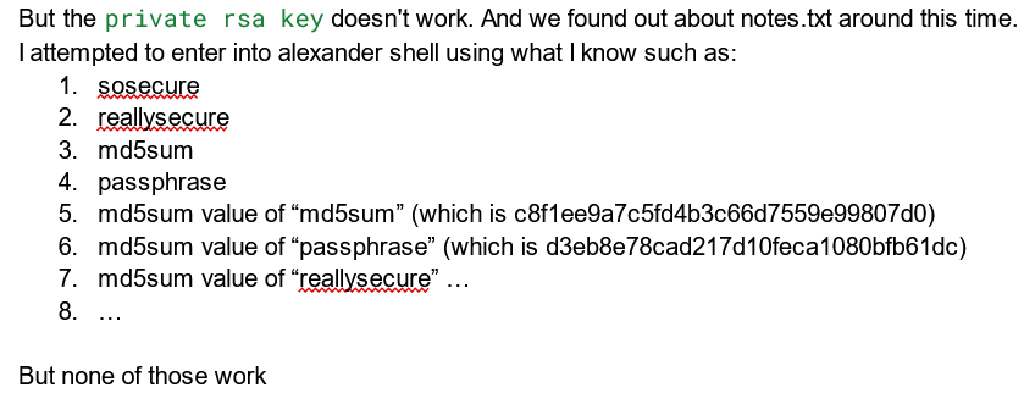 But the private rsa key doesn't work. And we found out about notes.txt around this time.
I attempted to enter into alexander shell using what I know such as:
1. sosecure
2. reallysecure
3. md5sum
4. passphrase
5. md5sum value of “md5sum” (which is c8f1ee9a7c5fd4b3c66d7559e99807d0)
6. md5sum value of “passphrase” (which is d3eb8e78cad217d10feca1080bfb61dc)
7. md5sum value of “reallysecure” …
8. …
But none of those work